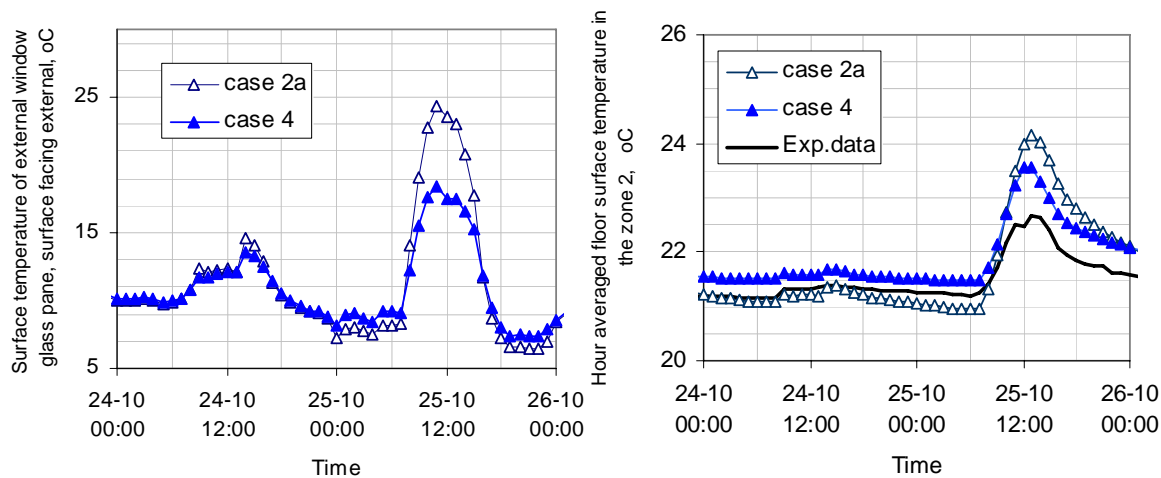 Surface temperature of external window
glass pane, surface facing external, oC
25
15
5
case 2a
case 4
24-10 24-10 25-10 25-10 26-10
00:00 12:00 00:00 12:00 00:00
Time
Hour averaged floor surface temperature in
the zone 2, oC
26
24
22
20
case 2a
case 4
Exp.data
24-10 24-10 25-10 25-10 26-10
00:00 12:00 00:00 12:00 00:00
Time